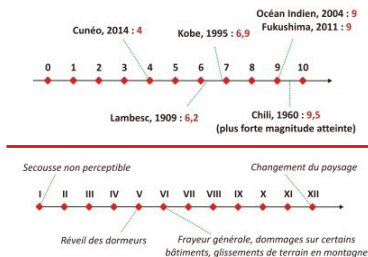 Océan Indien, 2004 : 9
Cunéo, 2014 : 4
Kobe, 1995 : 6,9
Fukushima, 2011 : 9
0 1 2 3 4 5 6 7 8 9 10
Lambesc, 1909 : 6,2
Chili, 1960 : 9,5
(plus forte magnitude atteinte)
Secousse non perceptible
Changement du paysage
I II III IV V VI VII VIII IX X XI XII
Réveil des dormeurs
Frayeur générale, dommages sur certains
bâtiments, glissements de terrain en montagne